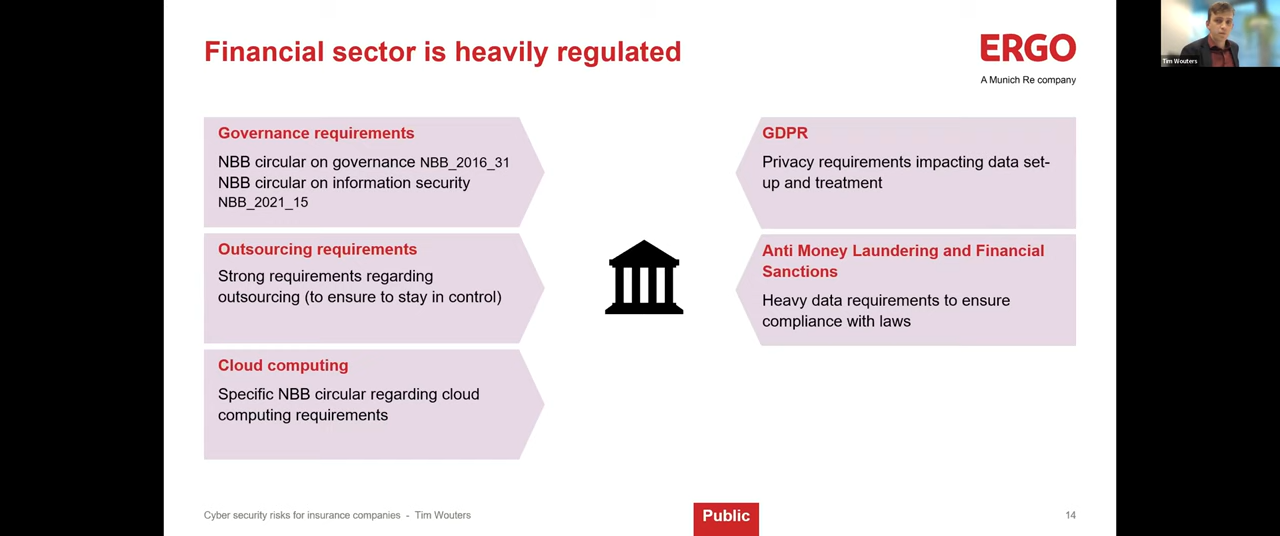 Financial sector is heavily regulated
ERGO
A Munich Re company
Tim Wouters
Governance requirements
NBB circular on governance NBB_2016_31
NBB circular on information security
NBB_2021_15
Outsourcing requirements
Strong requirements regarding
outsourcing (to ensure to stay in control)
Cloud computing
Specific NBB circular regarding cloud
computing requirements
GDPR
Privacy requirements impacting data set-
up and treatment
Anti Money Laundering and Financial
Sanctions
Heavy data requirements to ensure
compliance with laws
Cyber security risks for insurance companies - Tim Wouters
Public
14